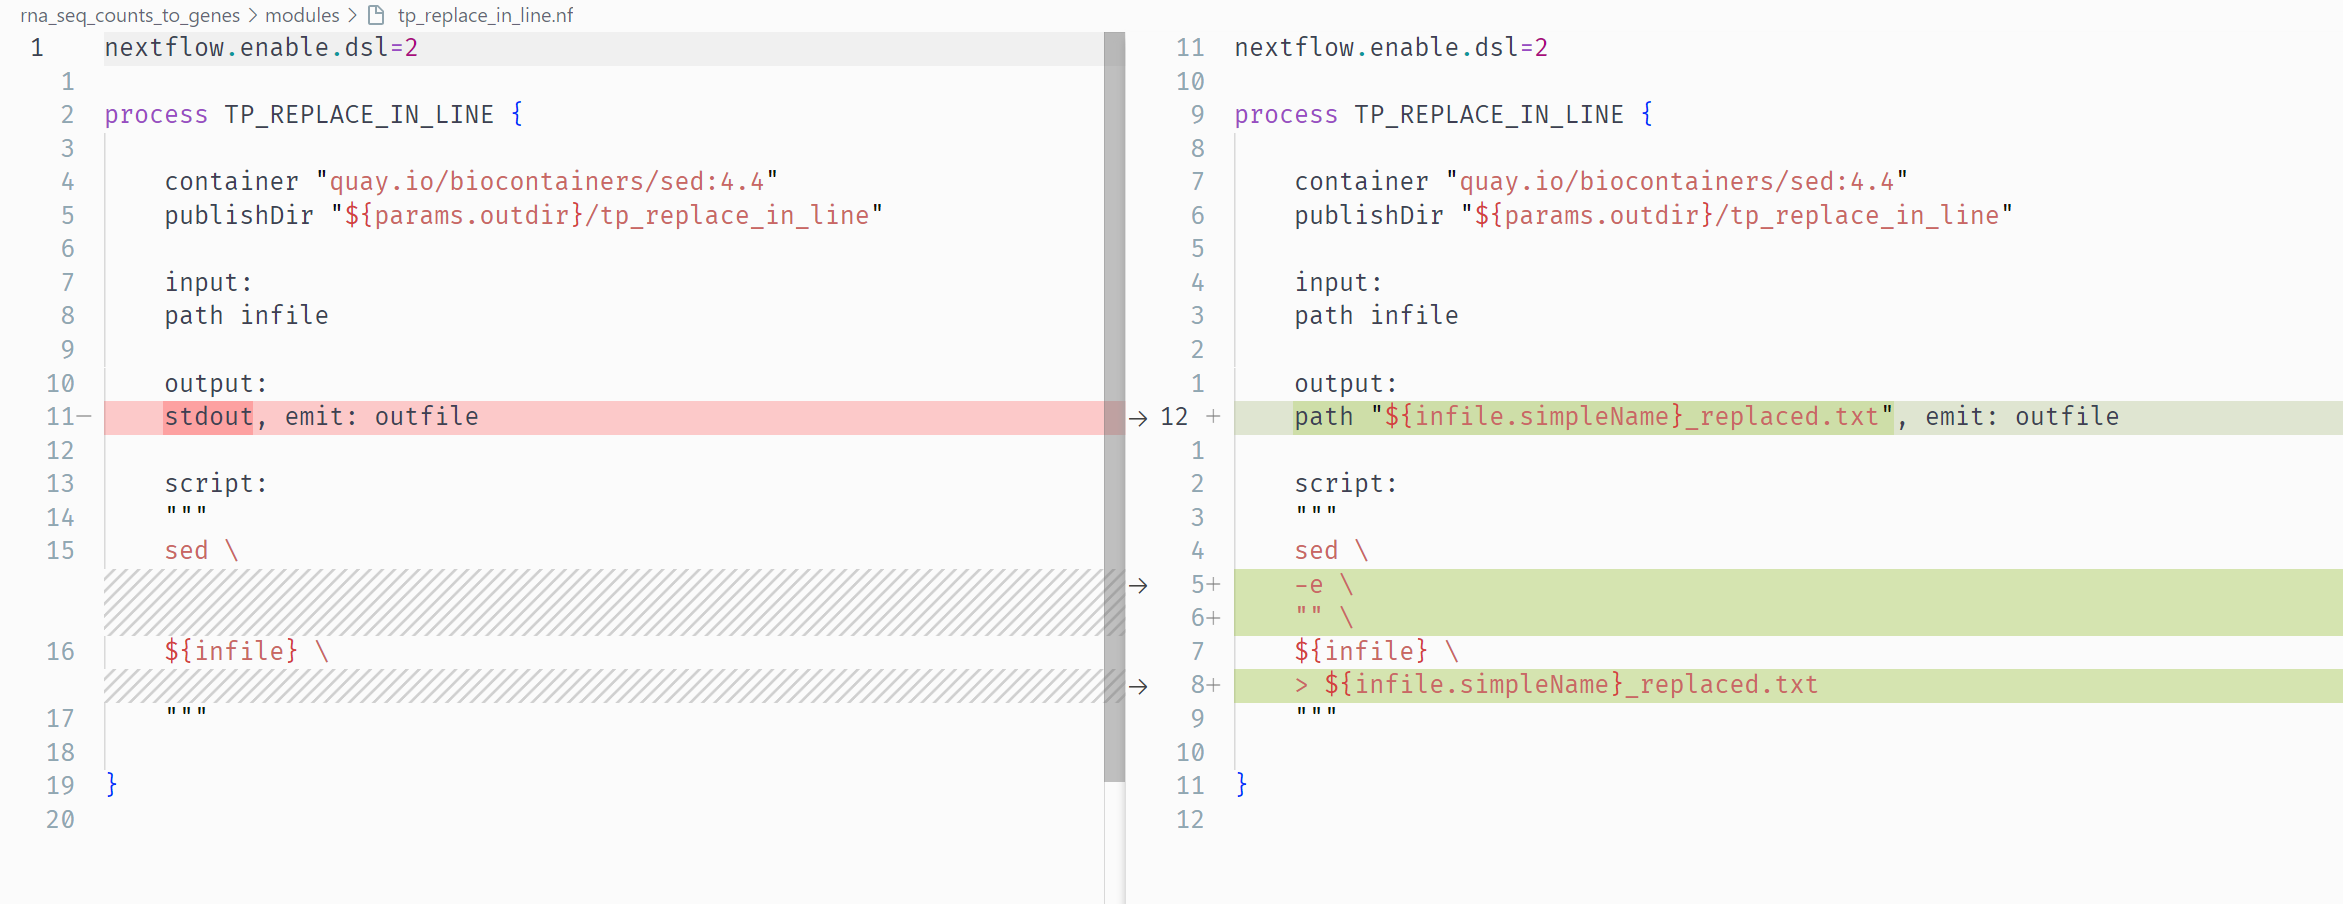 rna_seq_counts_to_genes > modules > tp_replace_in_line.nf
1 nextflow.enable.dsl=2
1
2 process TP_REPLACE_IN_LINE {
3
4 container "quay.io/biocontainers/sed:4.4"
5 publishDir "${params.outdir}/tp_replace_in_line"
6
7 input:
8 path infile
9
10 output:
11— stdout, emit: outfile
12
13 script:
14 """
15 sed \
16 ${infile} \
17 """
18
19 }
20
11 nextflow.enable.dsl=2
10
9 process TP_REPLACE_IN_LINE {
8
7 container "quay.io/biocontainers/sed:4.4"
6 publishDir "${params.outdir}/tp_replace_in_line"
5
4 input:
3 path infile
2
1 output:
→ 12 + path "${infile.simpleName}_replaced.txt", emit: outfile
1
2 script:
3 """
4 sed \
→ 5+ -e \
6+ "" \
7 ${infile} \
→ 8+ > ${infile.simpleName}_replaced.txt
9 """
10
11 }
12